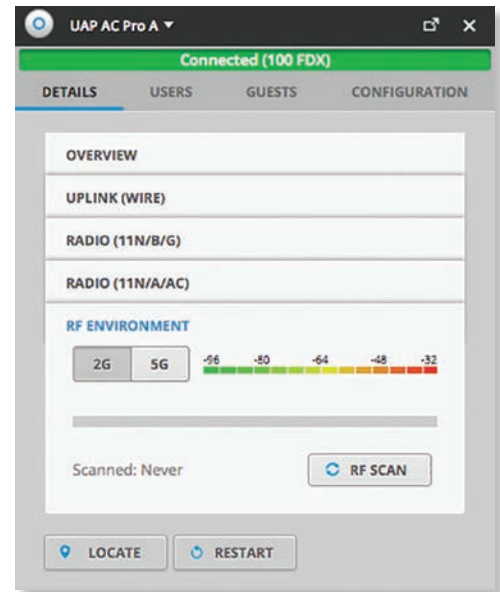 UAP AC Pro A
Connected (100 FDX)
DETAILS USERS GUESTS CONFIGURATION
OVERVIEW
UPLINK (WIRE)
RADIO (11N/B/G)
RADIO (11N/A/AC)
RF ENVIRONMENT
2G 5G -96 -80 -64 -48 -32
Scanned: Never RF SCAN
LOCATE RESTART